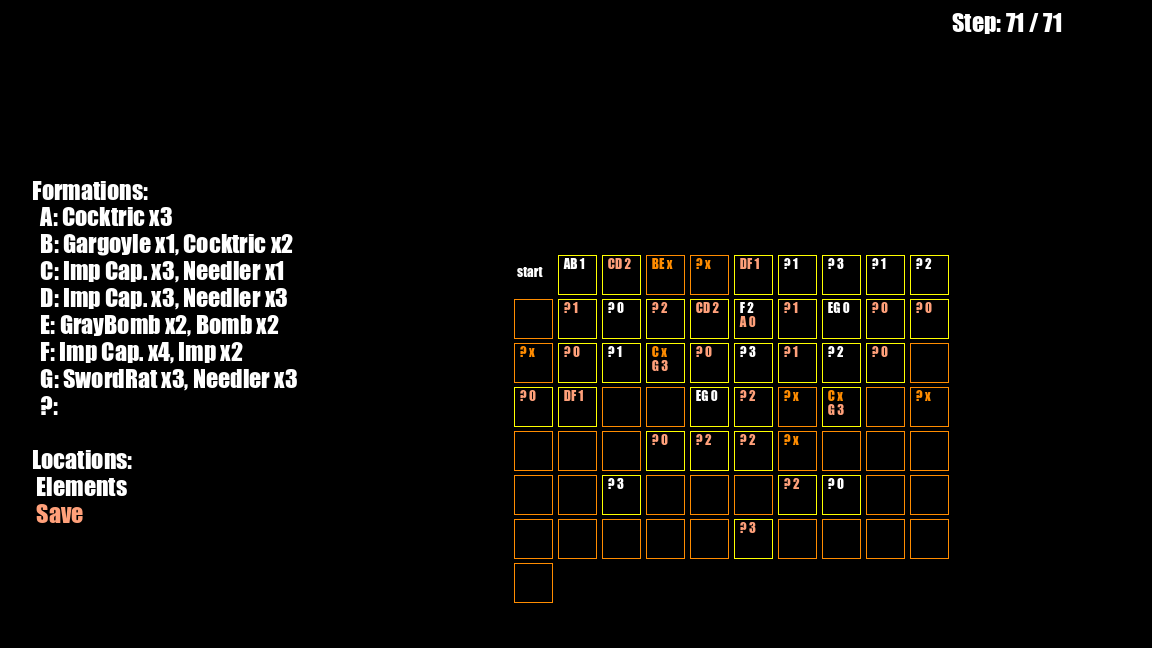 Step: 71 / 71
Formations:
A: Cocktric x3
B: Gargoyle x1, Cocktric x2
C: Imp Cap. x3, Needler x1
D: Imp Cap. x3, Needler x3
E: GrayBomb x2, Bomb x2
F: Imp Cap. x4, Imp x2
G: SwordRat x3, Needler x3
?:
Locations:
Elements
Save
start AB 1 CD 2 BE x ? x DF 1 ? 1 ? 3 ? 1 ? 2
? 1 ? 0 ? 2 CD 2 F 2 ? 1 EG 0 ? 0 ? 0
A 0
? x ? 0 ? 1 C x ? 0 ? 3 ? 1 ? 2 ? 0
G 3
? 0 DF 1 EG 0 ? 2 ? x C x ? x
G 3
? 0 ? 2 ? 2 ? x
? 3 ? 2 ? 0
? 3